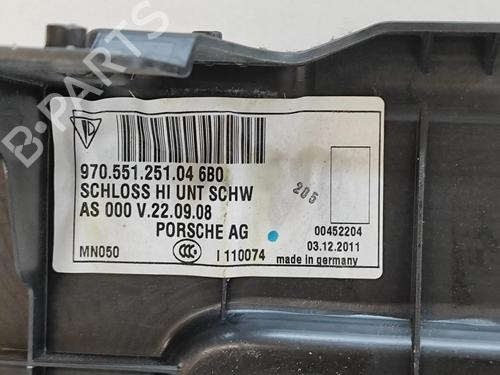 970.551.251.04 6B0
SCHLOSS HI UNT SCHW
AS 000 V.22.09.08
PORSCHE AG
205
00452204
03.12.2011
MN050
CCC
I 110074
made in germany
B-PARTS